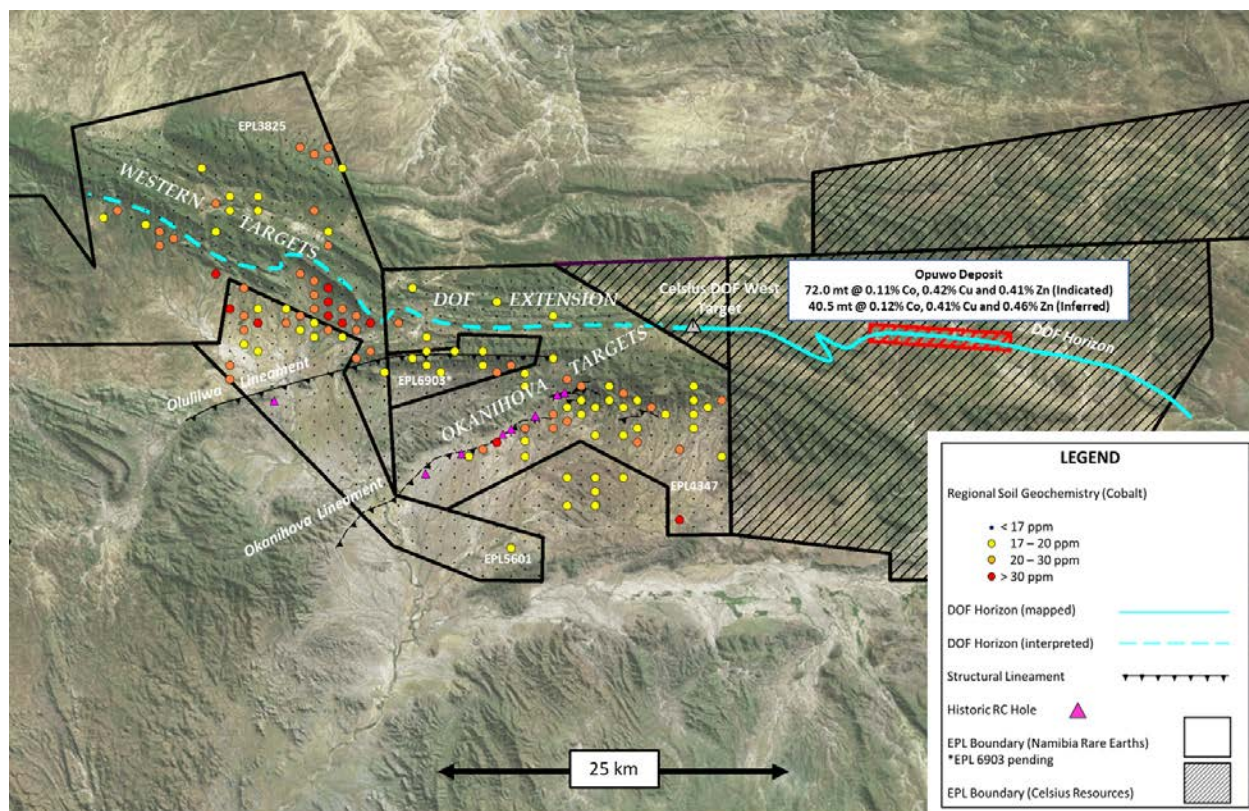 EPL3825
WESTERN TARGETS
DOF EXTENSION
Celsius DOF West
Target
Opuwo Deposit
72.0 mt @ 0.11% Co, 0.42% Cu and 0.41% Zn (Indicated)
40.5 mt @ 0.12% Co, 0.41% Cu and 0.46% Zn (Inferred)
DOF Horizon
Olulilwa Lineament
EPL6903*
OKANIHOVA TARGETS
Okanihova Lineament
EPL4347
EPL5601
25 km
LEGEND
Regional Soil Geochemistry (Cobalt)
< 17 ppm
17 – 20 ppm
20 – 30 ppm
> 30 ppm
DOF Horizon (mapped)
DOF Horizon (interpreted)
Structural Lineament
Historic RC Hole
EPL Boundary (Namibia Rare Earths)
*EPL 6903 pending
EPL Boundary (Celsius Resources)